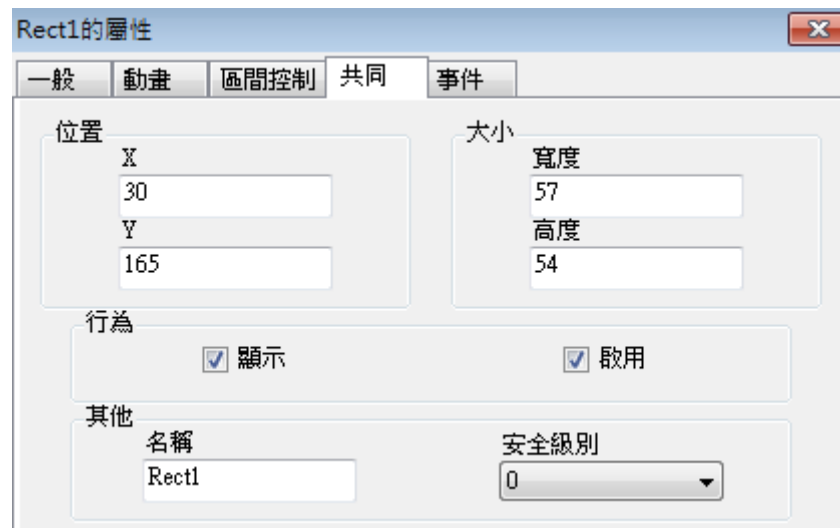 Rect1的屬性
一般 動畫 區間控制 共同 事件
位置
X
30
Y
165
大小
寬度
57
高度
54
行為
顯示 啟用
其他
名稱
Rect1
安全級別
0